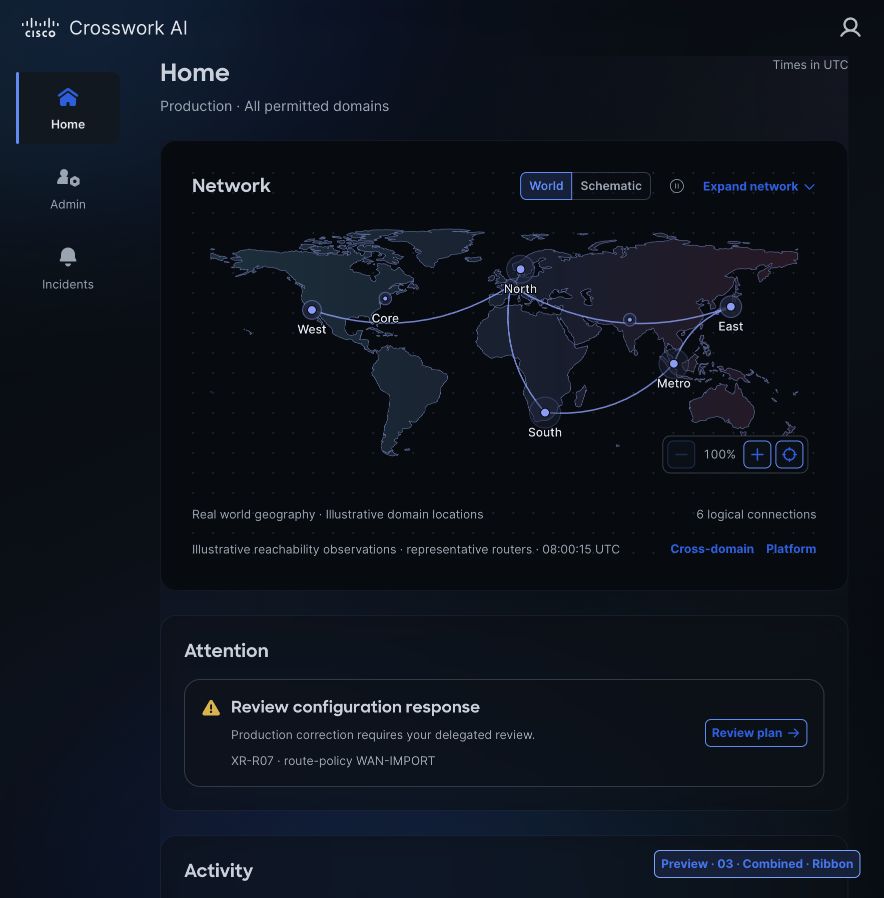 CISCO Crosswork AI
Home
Times in UTC
Production · All permitted domains
Home
Admin
Incidents
Network
World
Schematic
Expand network
North
West
Core
East
Metro
South
100%
Real world geography · Illustrative domain locations
6 logical connections
Illustrative reachability observations · representative routers · 08:00:15 UTC
Cross-domain
Platform
Attention
Review configuration response
Production correction requires your delegated review.
XR-R07 · route-policy WAN-IMPORT
Review plan →
Activity
Preview · 03 · Combined · Ribbon